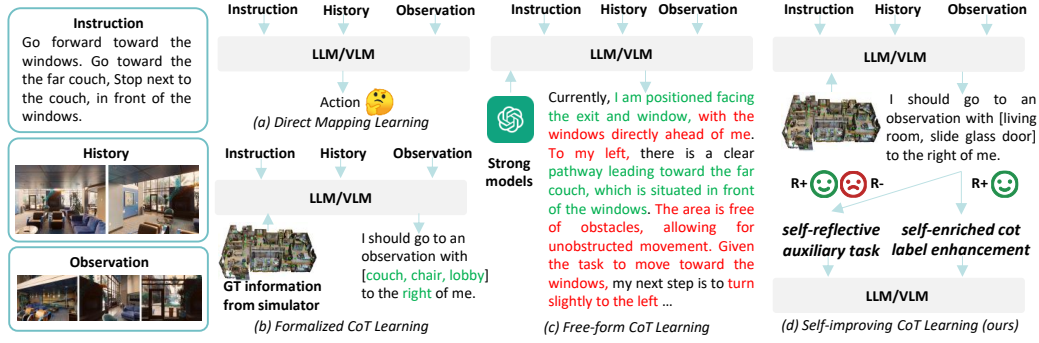 Instruction
Go forward toward the
windows. Go toward the
the far couch, Stop next to
the couch, in front of the
windows.
History
Observation
Instruction History Observation
LLM/VLM
Action
(a) Direct Mapping Learning
Instruction History Observation
LLM/VLM
GT information
from simulator
I should go to an
observation with
[couch, chair, lobby]
to the right of me.
(b) Formalized CoT Learning
Instruction History Observation
LLM/VLM
Strong
models
Currently, I am positioned facing
the exit and window, with
the windows directly ahead of me.
To my left, there is a clear
pathway leading toward the far
couch, which is situated in front
of the windows. The area is free
of obstacles, allowing for
unobstructed movement. Given
the task to move toward the
windows, my next step is to turn
slightly to the left ...
(c) Free-form CoT Learning
Instruction History Observation
LLM/VLM
I should go to an
observation with [living
room, slide glass door]
to the right of me.
R+ R- R+
self-reflective
auxiliary task
self-enriched cot
label enhancement
LLM/VLM
(d) Self-improving CoT Learning (ours)